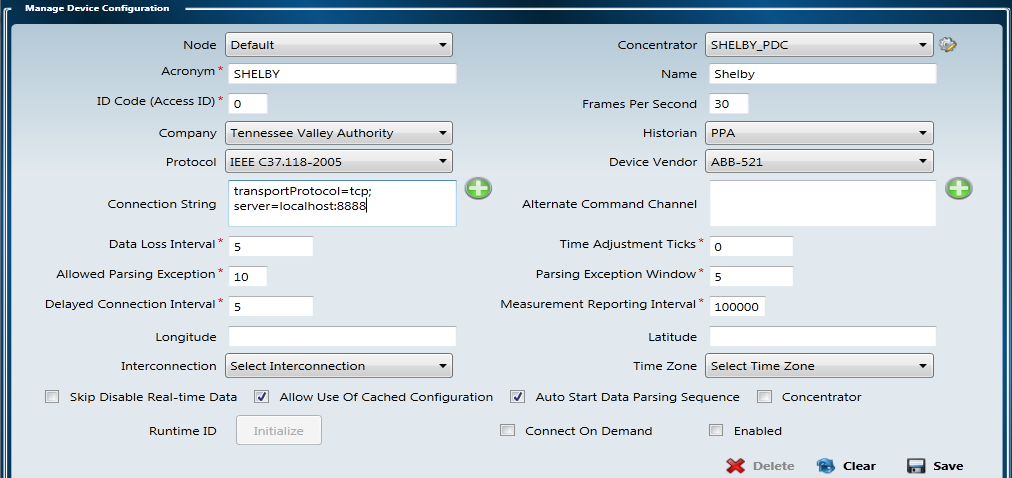 Manage Device Configuration
Node Default Concentrator SHELBY_PDC
Acronym * SHELBY Name Shelby
ID Code (Access ID) * 0 Frames Per Second 30
Company Tennessee Valley Authority Historian PPA
Protocol IEEE C37.118-2005 Device Vendor ABB-521
Connection String transportProtocol=tcp;
server=localhost:8888
Alternate Command Channel
Data Loss Interval * 5 Time Adjustment Ticks * 0
Allowed Parsing Exception * 10 Parsing Exception Window * 5
Delayed Connection Interval * 5 Measurement Reporting Interval * 100000
Longitude Latitude
Interconnection Select Interconnection Time Zone Select Time Zone
Skip Disable Real-time Data Allow Use Of Cached Configuration Auto Start Data Parsing Sequence Concentrator
Runtime ID Initialize Connect On Demand Enabled
Delete Clear Save